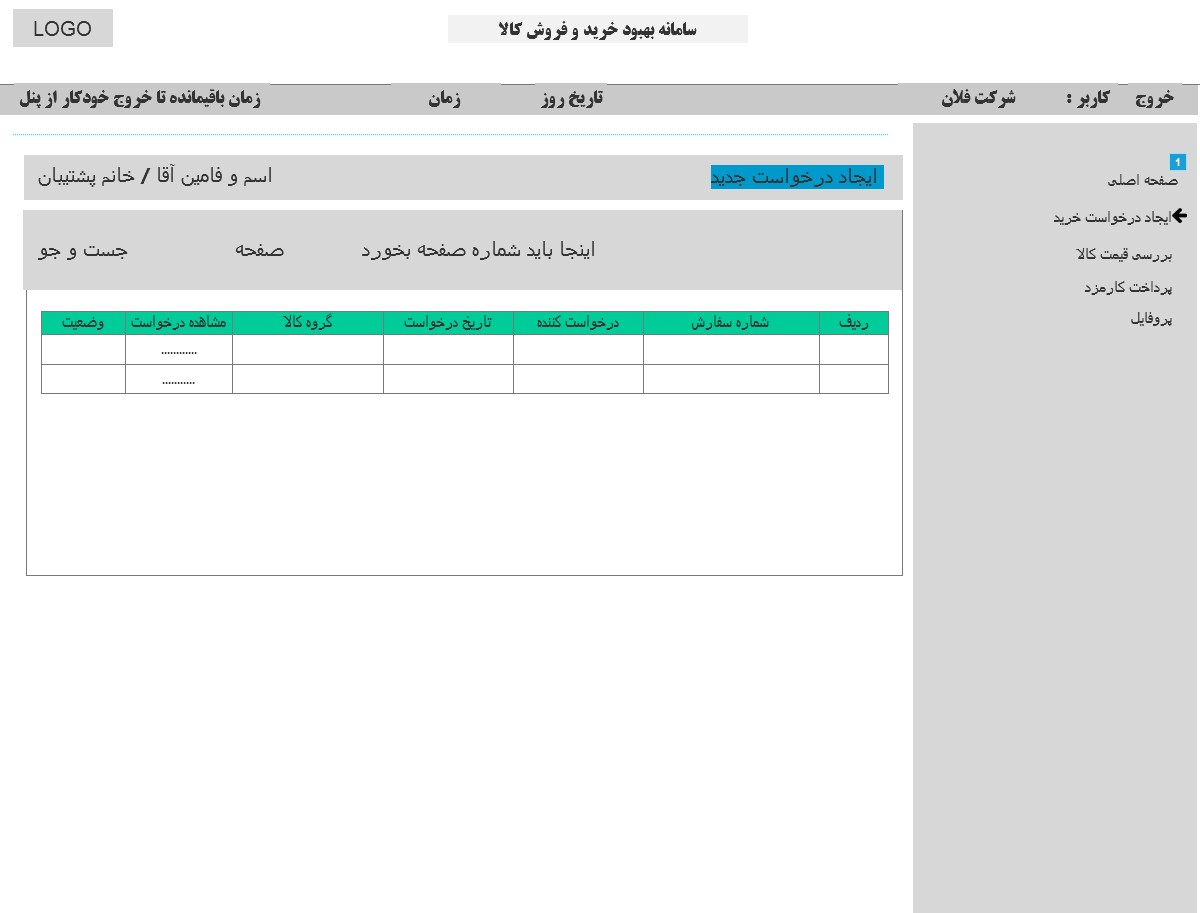 LOGO
سامانه بهبود خرید و فروش کالا
خروج
کاربر :
شرکت فلان
تاریخ روز
زمان
زمان باقیمانده تا خروج خودکار از پنل
1
صفحه اصلی
ایجاد درخواست خرید
بررسی قیمت کالا
پرداخت کارمزد
پروفایل
ایجاد درخواست جدید
اسم و فامین آقا / خانم پشتیبان
اینجا باید شماره صفحه بخورد
صفحه
جست و جو
ردیف
شماره سفارش
درخواست کننده
تاریخ درخواست
گروه کالا
مشاهده درخواست
وضعیت
............
...........